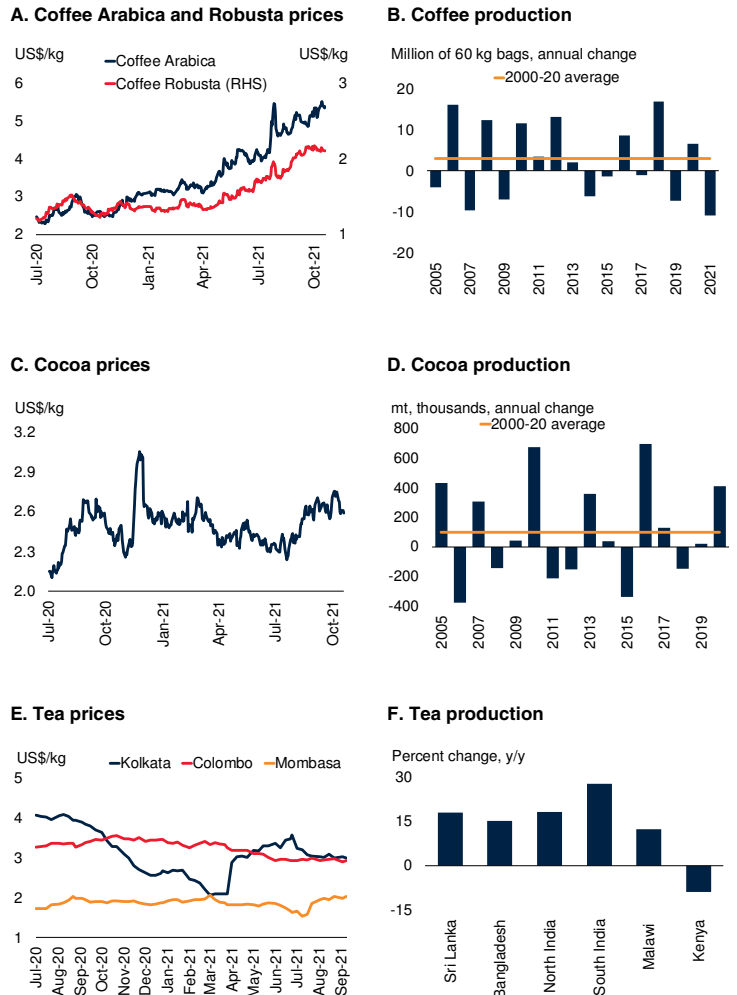 A. Coffee Arabica and Robusta prices
US$/kg
US$/kg
Coffee Arabica
Coffee Robusta (RHS)
6
5
4
3
2
3
2
1
Jul-20
Oct-20
Jan-21
Apr-21
Jul-21
Oct-21
B. Coffee production
Million of 60 kg bags, annual change
2000-20 average
20
10
0
-10
-20
2005
2007
2009
2011
2013
2015
2017
2019
2021
C. Cocoa prices
US$/kg
3.2
2.9
2.6
2.3
2.0
Jul-20
Oct-20
Jan-21
Apr-21
Jul-21
Oct-21
D. Cocoa production
mt, thousands, annual change
2000-20 average
800
600
400
200
0
-200
-400
2005
2007
2009
2011
2013
2015
2017
2019
E. Tea prices
US$/kg
Kolkata
Colombo
Mombasa
5
4
3
2
1
Jul-20
Aug-20
Sep-20
Oct-20
Nov-20
Dec-20
Jan-21
Feb-21
Mar-21
Apr-21
May-21
Jun-21
Jul-21
Aug-21
Sep-21
F. Tea production
Percent change, y/y
30
15
0
-15
Sri Lanka
Bangladesh
North India
South India
Malawi
Kenya